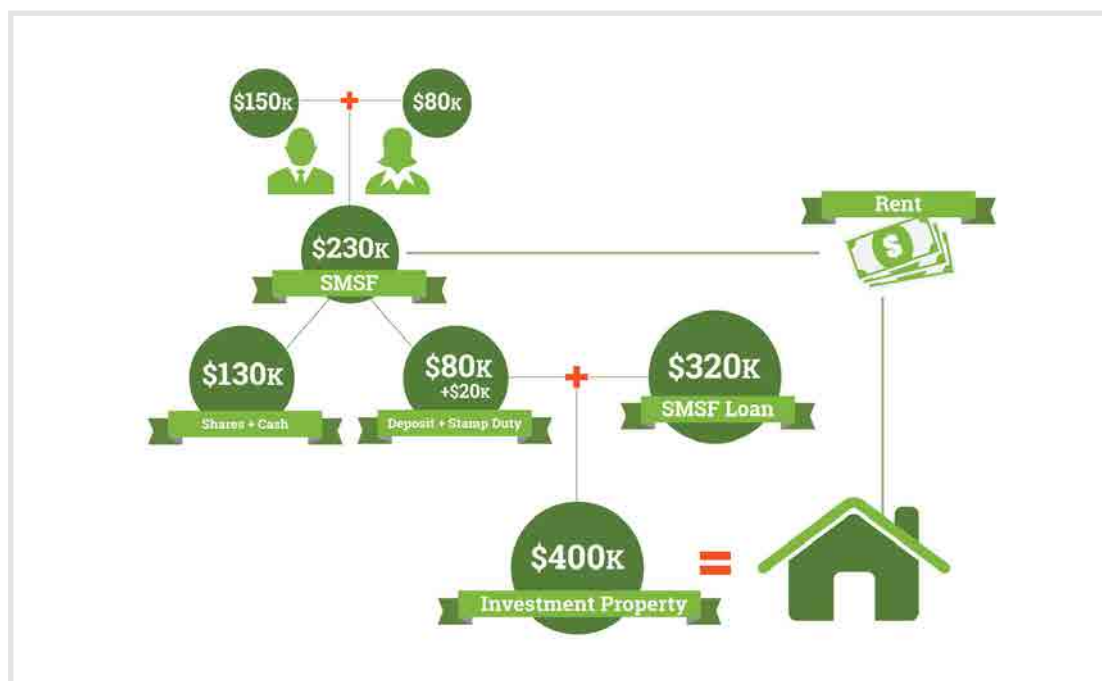 $150K
$80K
$230K
SMSF
Rent
$
$130K
Shares + Cash
$80K
+$20K
Deposit + Stamp Duty
+
$320K
SMSF Loan
$400K
Investment Property
=